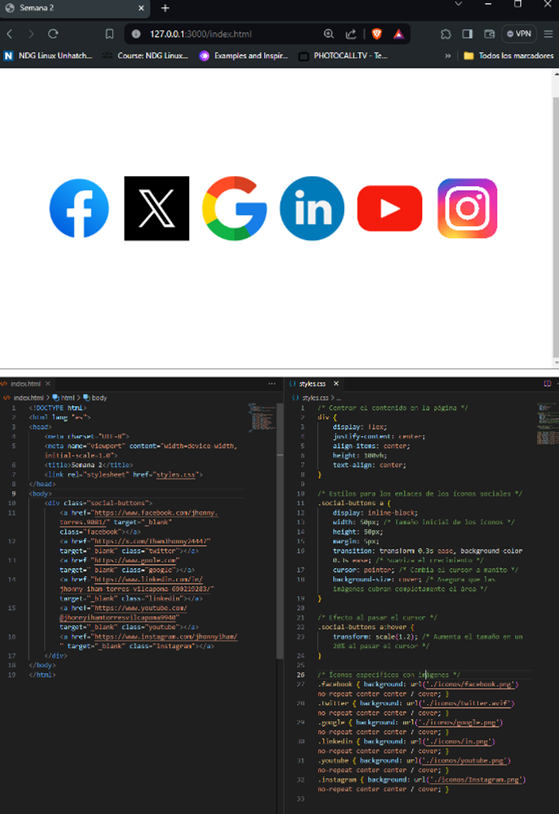 Semana 2
127.0.0.1:3000/index.html
VPN
NDG Linux Unhatch...
Course: NDG Linux...
Examples and Inspir...
PHOTOCALL.TV - Te...
Todos los marcadores
f
X
G
in
index.html
index.html > html > body
1 <!DOCTYPE html>
2 <html lang="es">
3 <head>
4 <meta charset="UTF-8">
5 <meta name="viewport" content="width=device-width,
initial-scale=1.0">
6 <title>Semana 2</title>
7 <link rel="stylesheet" href="styles.css">
8 </head>
9 <body>
10 <div class="social-buttons">
11 <a href="https://www.facebook.com/jhonny.
torres.9081/" target="_blank"
class="facebook"></a>
12 <a href="https://x.com/IhamJhonny24447"
target="_blank" class="twitter"></a>
13 <a href="https://www.goole.com"
target="_blank" class="google"></a>
14 <a href="https://www.linkedin.com/in/
target="_blank" class="linkedin"></a>
15 <a href="https://www.youtube.com/
@jhonnyihamtorresvilcapoma9940"
target="_blank" class="youtube"></a>
16 <a href="https://www.instagram.com/jhonnyiham/
" target="_blank" class="instagram"></a>
17 </div>
18 </body>
19 </html>
styles.css
styles.css > ...
1 /* Centrar el contenido en la página */
2 div {
3 display: flex;
4 justify-content: center;
5 align-items: center;
6 height: 100vh;
7 text-align: center;
8 }
9
10 /* Estilos para los enlaces de los íconos sociales */
11 .social-buttons a {
12 display: inline-block;
13 width: 50px; /* Tamaño inicial de los íconos */
14 height: 50px;
15 margin: 5px;
16 transition: transform 0.3s ease, background-color
0.3s ease; /* Suaviza el crecimiento */
17 cursor: pointer; /* Cambia el cursor a manito */
18 background-size: cover; /* Asegura que las
imágenes cubran completamente el área */
19 }
20
21 /* Efecto al pasar el cursor */
22 .social-buttons a:hover {
23 transform: scale(1.2); /* Aumenta el tamaño en un
20% al pasar el cursor */
24 }
25
26 /* Íconos específicos con imágenes */
27 .facebook { background: url('./iconos/facebook.png')
no-repeat center center / cover; }
28 .twitter { background: url('./iconos/twitter.avif')
no-repeat center center / cover; }
29 .google { background: url('./iconos/google.png')
no-repeat center center / cover; }
30 .linkedin { background: url('./iconos/in.png')
no-repeat center center / cover; }
31 .youtube { background: url('./iconos/youtube.png')
no-repeat center center / cover; }
32 .instagram { background: url('./iconos/Instagram.png')
no-repeat center center / cover; }
33